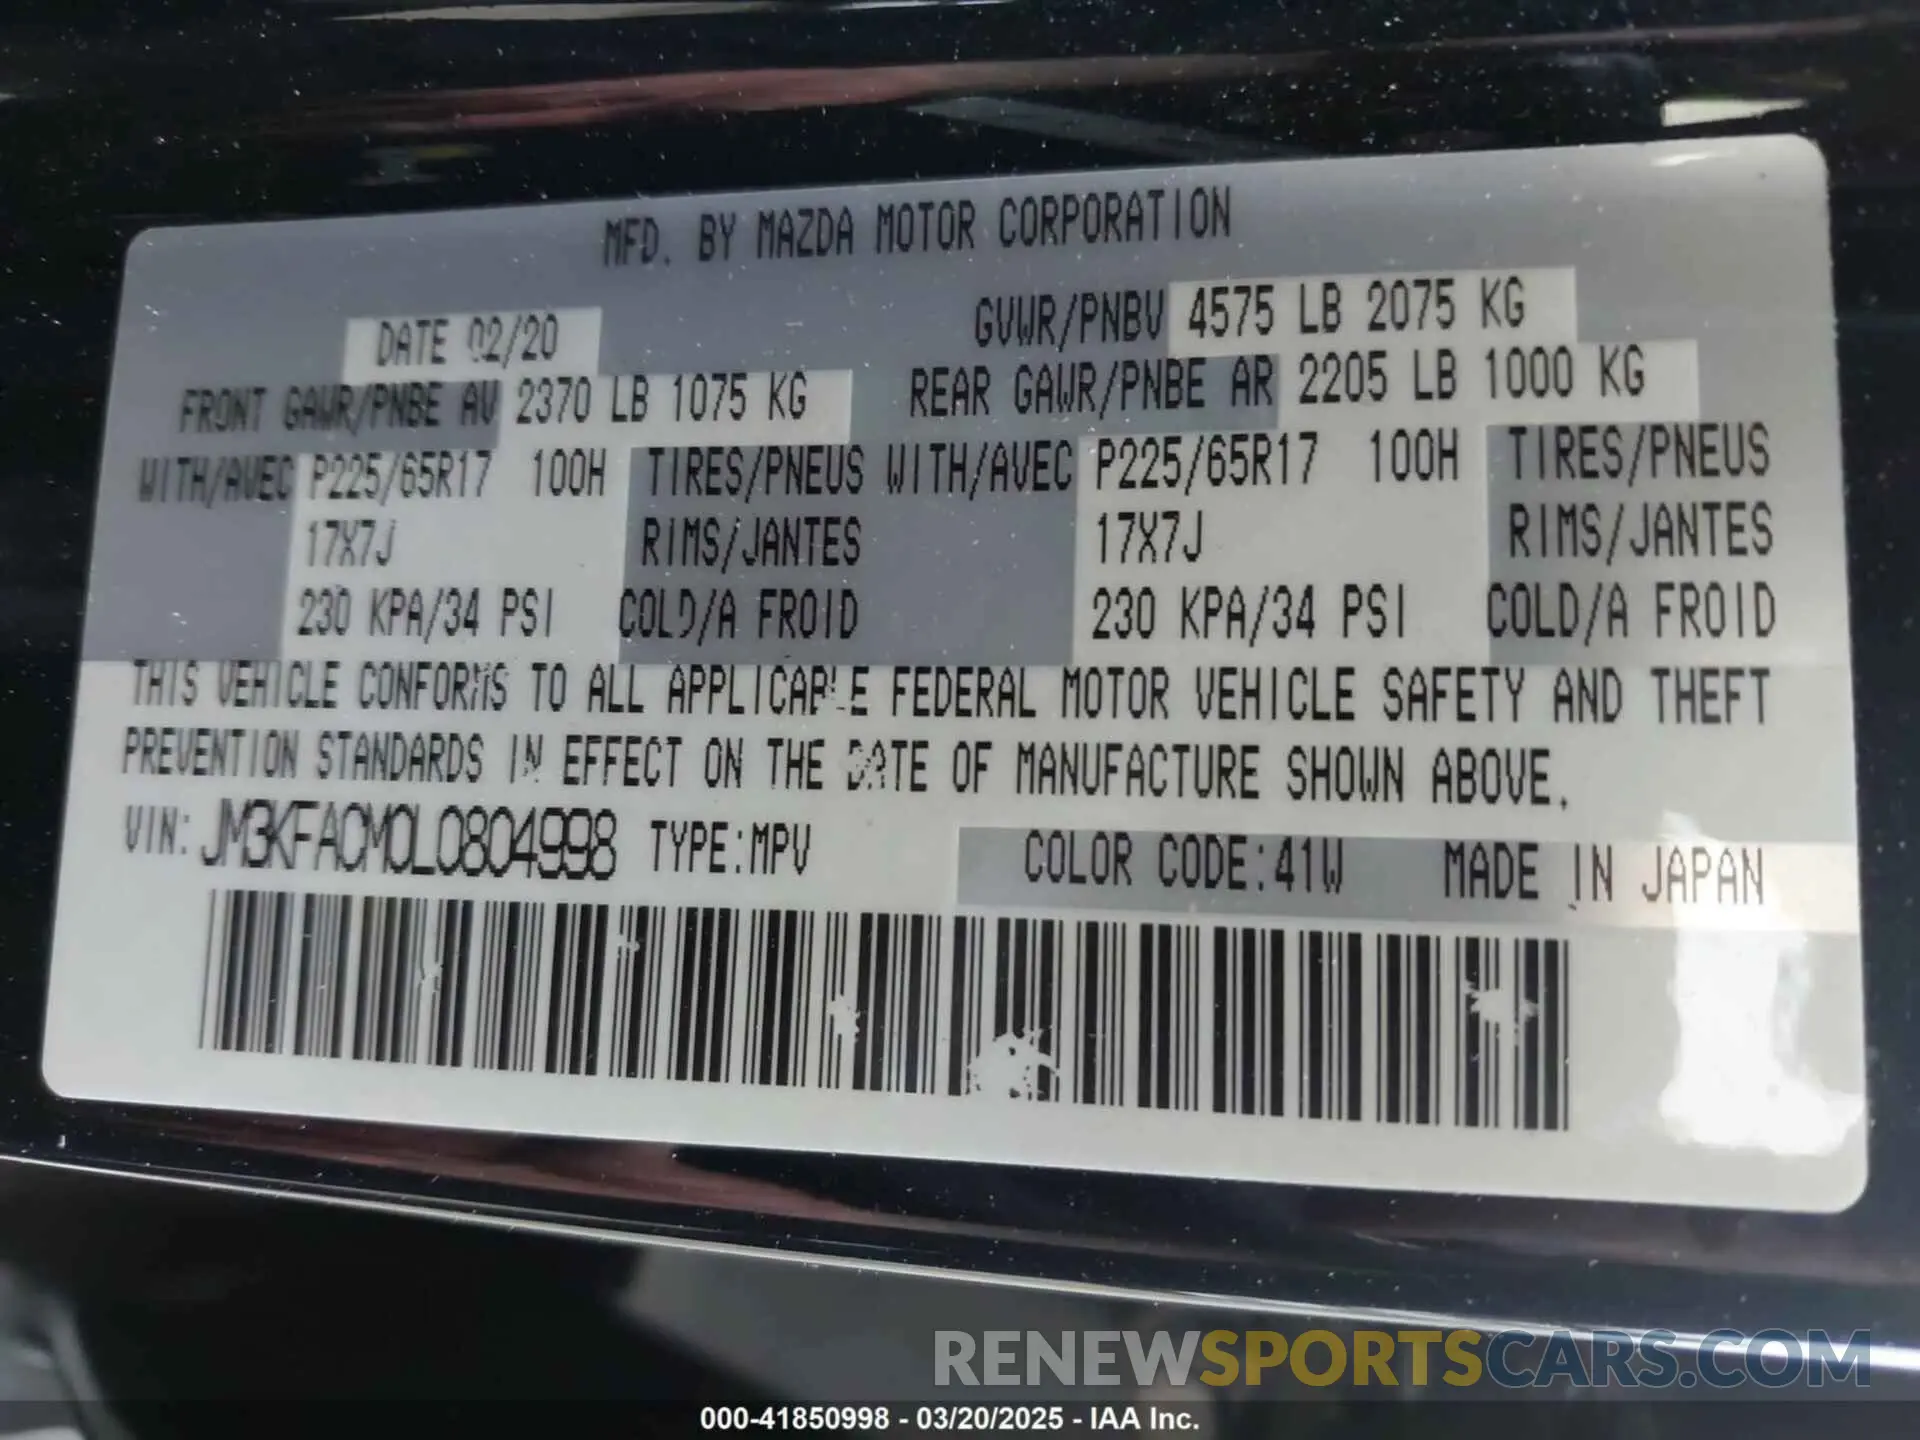 MFD. BY MAZDA MOTOR CORPORATION
DATE 02/20 GVWR/PNBV 4575 LB 2075 KG
FRONT GAWR/PNBE AV 2370 LB 1075 KG REAR GAWR/PNBE AR 2205 LB 1000 KG
WITH/AVEC P225/65R17 100H TIRES/PNEUS WITH/AVEC P225/65R17 100H TIRES/PNEUS
17X7J RIMS/JANTES 17X7J RIMS/JANTES
230 KPA/34 PSI COLD/A FROID 230 KPA/34 PSI COLD/A FROID
THIS VEHICLE CONFORMS TO ALL APPLICABLE FEDERAL MOTOR VEHICLE SAFETY AND THEFT
PREVENTION STANDARDS IN EFFECT ON THE DATE OF MANUFACTURE SHOWN ABOVE.
VIN: JM3KFACM0L0804998 TYPE:MPV COLOR CODE:41W MADE IN JAPAN
RENEWSPORTSCARS.COM
000-41850998 - 03/20/2025 - IAA Inc.